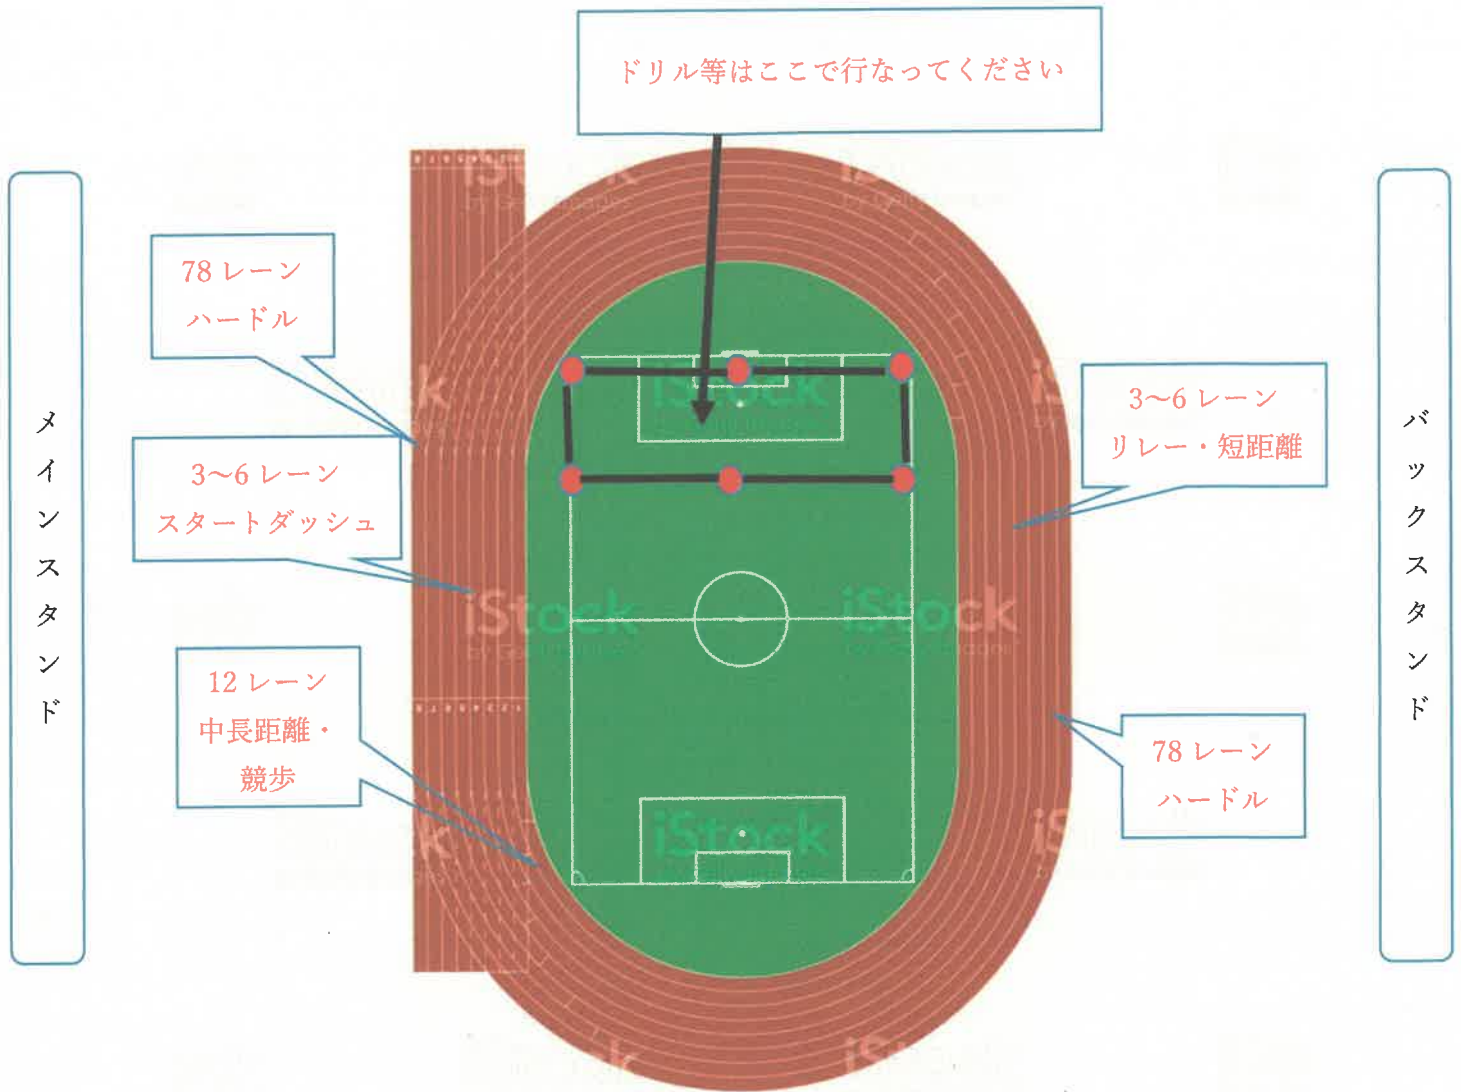 ドリル等はここで行なってください
78 レーン
ハードル
3〜6 レーン
スタートダッシュ
12 レーン
中長距離・
競歩
3〜6 レーン
リレー・短距離
78 レーン
ハードル
メインスタンド
バックスタンド
iStock
iStock
iStock
iStock